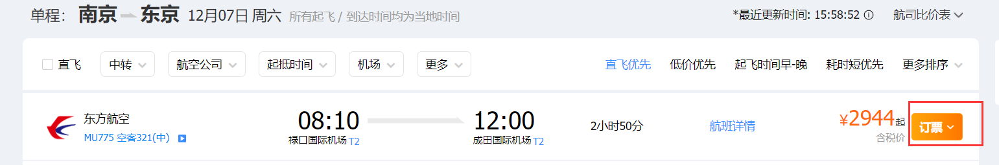 单程： 南京 东京 12月07日 周六 所有起飞 / 到达时间均为当地时间 *最近更新时间: 15:58:52 航司比价表
直飞 中转 航空公司 起抵时间 机场 更多 直飞优先 低价优先 起飞时间早-晚 耗时短优先 更多排序
东方航空
MU775 空客321(中)
08:10
禄口国际机场 T2
12:00
成田国际机场 T2
2小时50分
航班详情
¥2944起
含税价
订票